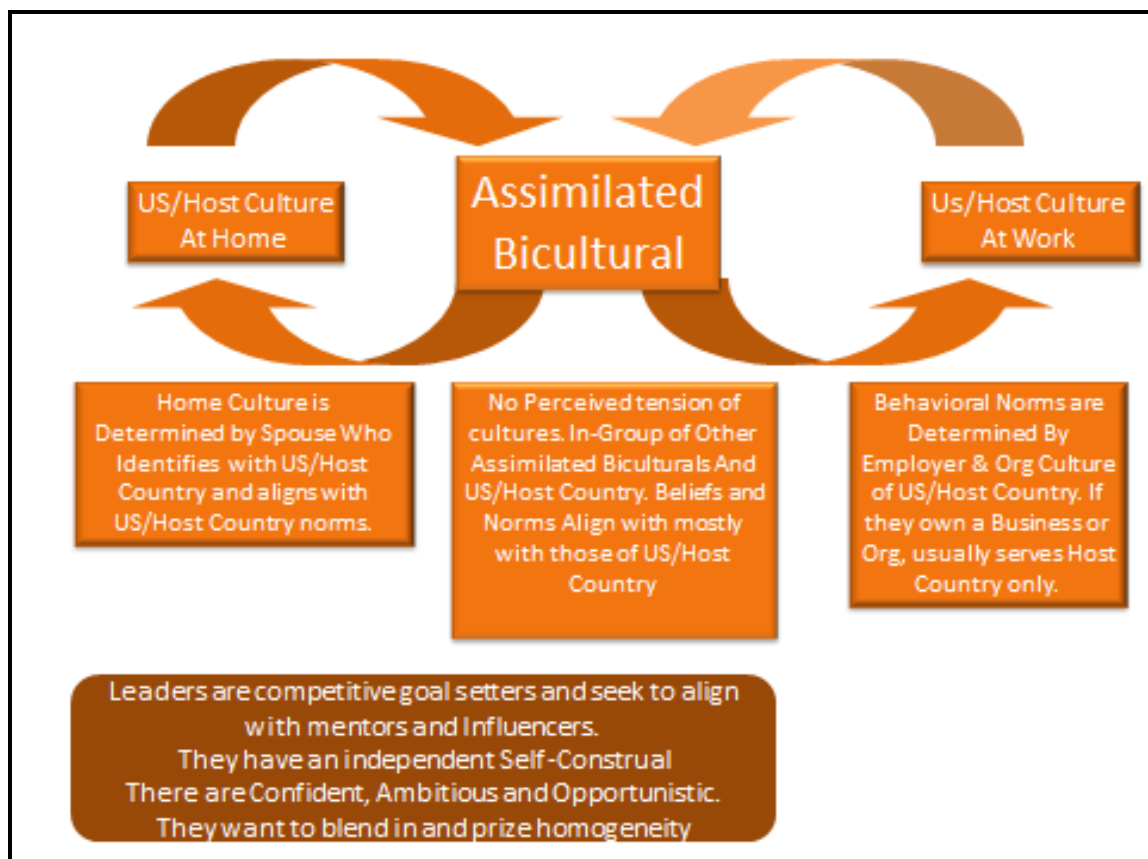 US/Host Culture
At Home
Assimilated
Bicultural
Us/Host Culture
At Work
Home Culture is
Determined by Spouse Who
Identifies with US/Host
Country and aligns with
US/Host Country norms.
No Perceived tension of
cultures. In-Group of Other
Assimilated Biculturals And
US/Host Country. Beliefs and
Norms Align with mostly
with those of US/Host
Country
Behavioral Norms are
Determined By
Employer & Org Culture
of US/Host Country. If
they own a Business or
Org, usually serves Host
Country only.
Leaders are competitive goal setters and seek to align
with mentors and Influencers.
They have an independent Self-Construal
There are Confident, Ambitious and Opportunistic.
They want to blend in and prize homogeneity